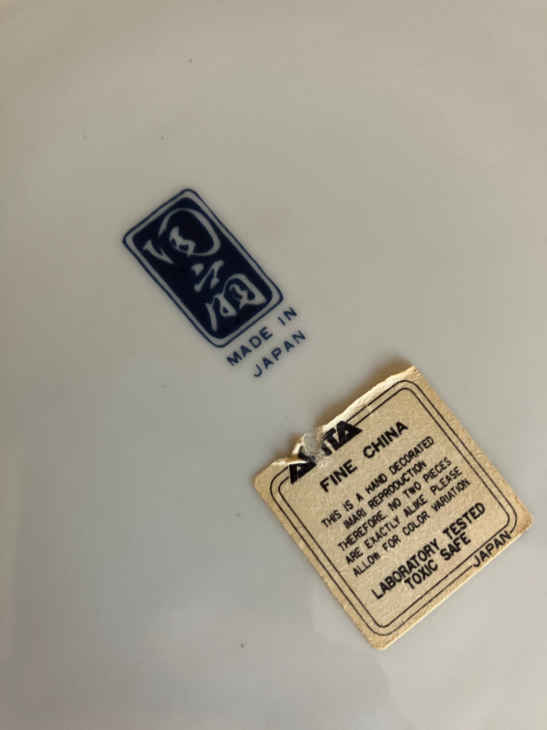 MADE IN
JAPAN
FINE CHINA
THIS IS A HAND DECORATED
IMARI REPRODUCTION
THEREFORE, NO TWO PIECES
ARE EXACTLY ALIKE PLEASE
ALLOW FOR COLOR VARIATION
LABORATORY TESTED
TOXIC SAFE
JAPAN